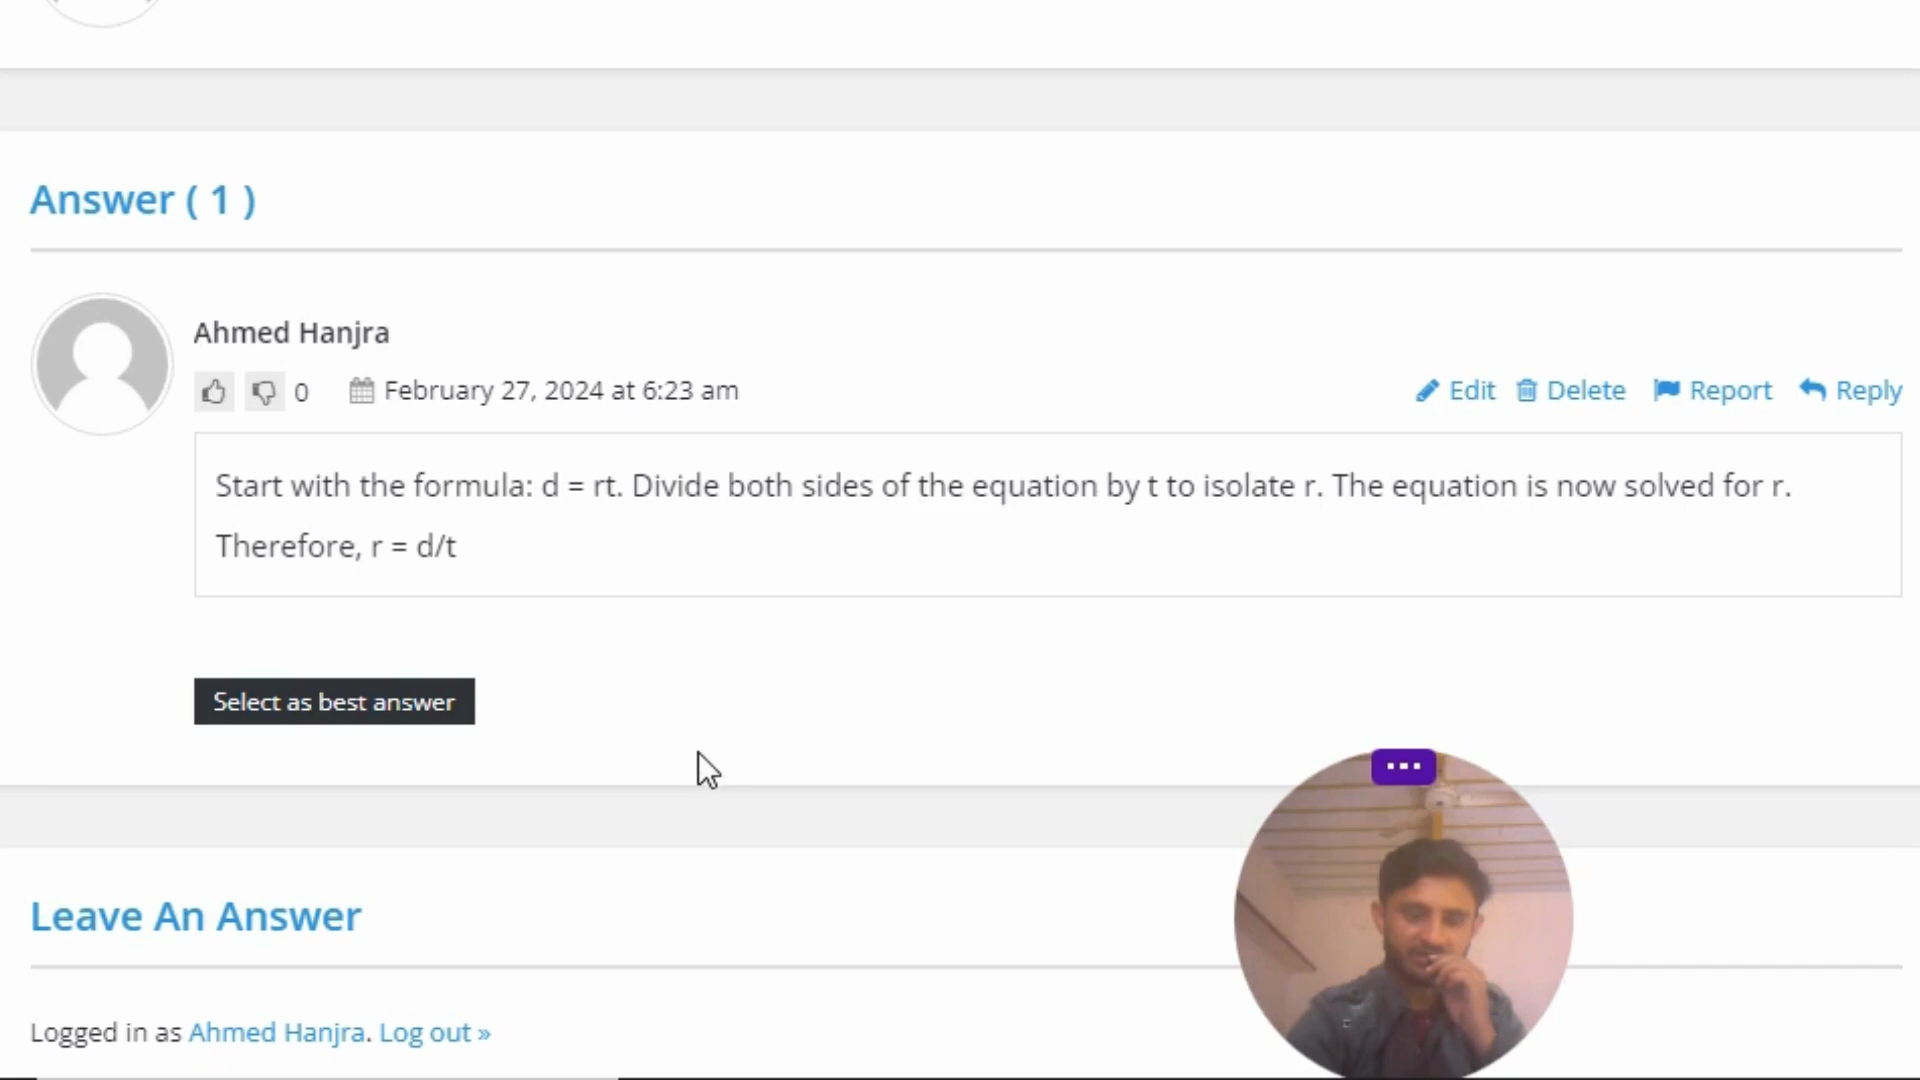 Answer ( 1 )
Ahmed Hanjra
0 February 27, 2024 at 6:23 am Edit Delete Report Reply
Start with the formula: d = rt. Divide both sides of the equation by t to isolate r. The equation is now solved for r.
Therefore, r = d/t
Select as best answer
Leave An Answer
Logged in as Ahmed Hanjra. Log out »